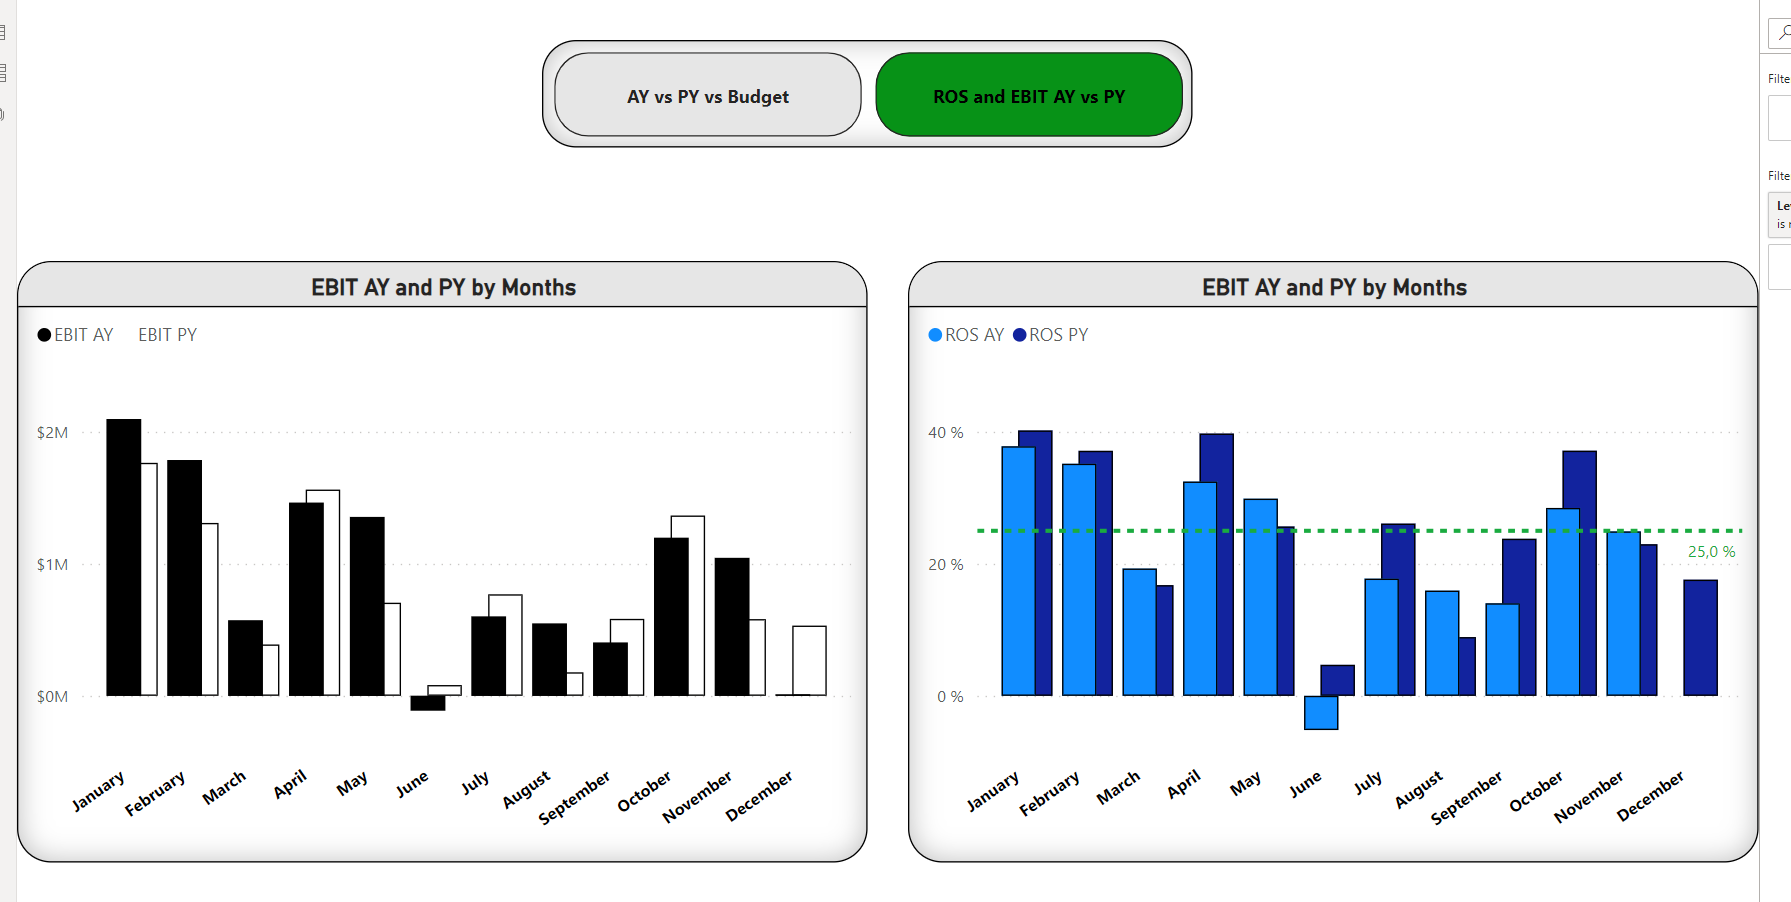 AY vs PY vs Budget
ROS and EBIT AY vs PY
Filte
Filte
Le
is
EBIT AY and PY by Months
EBIT AY
EBIT PY
$2M
$1M
$0M
January
February
March
April
May
June
July
August
September
October
November
December
EBIT AY and PY by Months
ROS AY
ROS PY
40 %
20 %
0 %
25,0 %
January
February
March
April
May
June
July
August
September
October
November
December